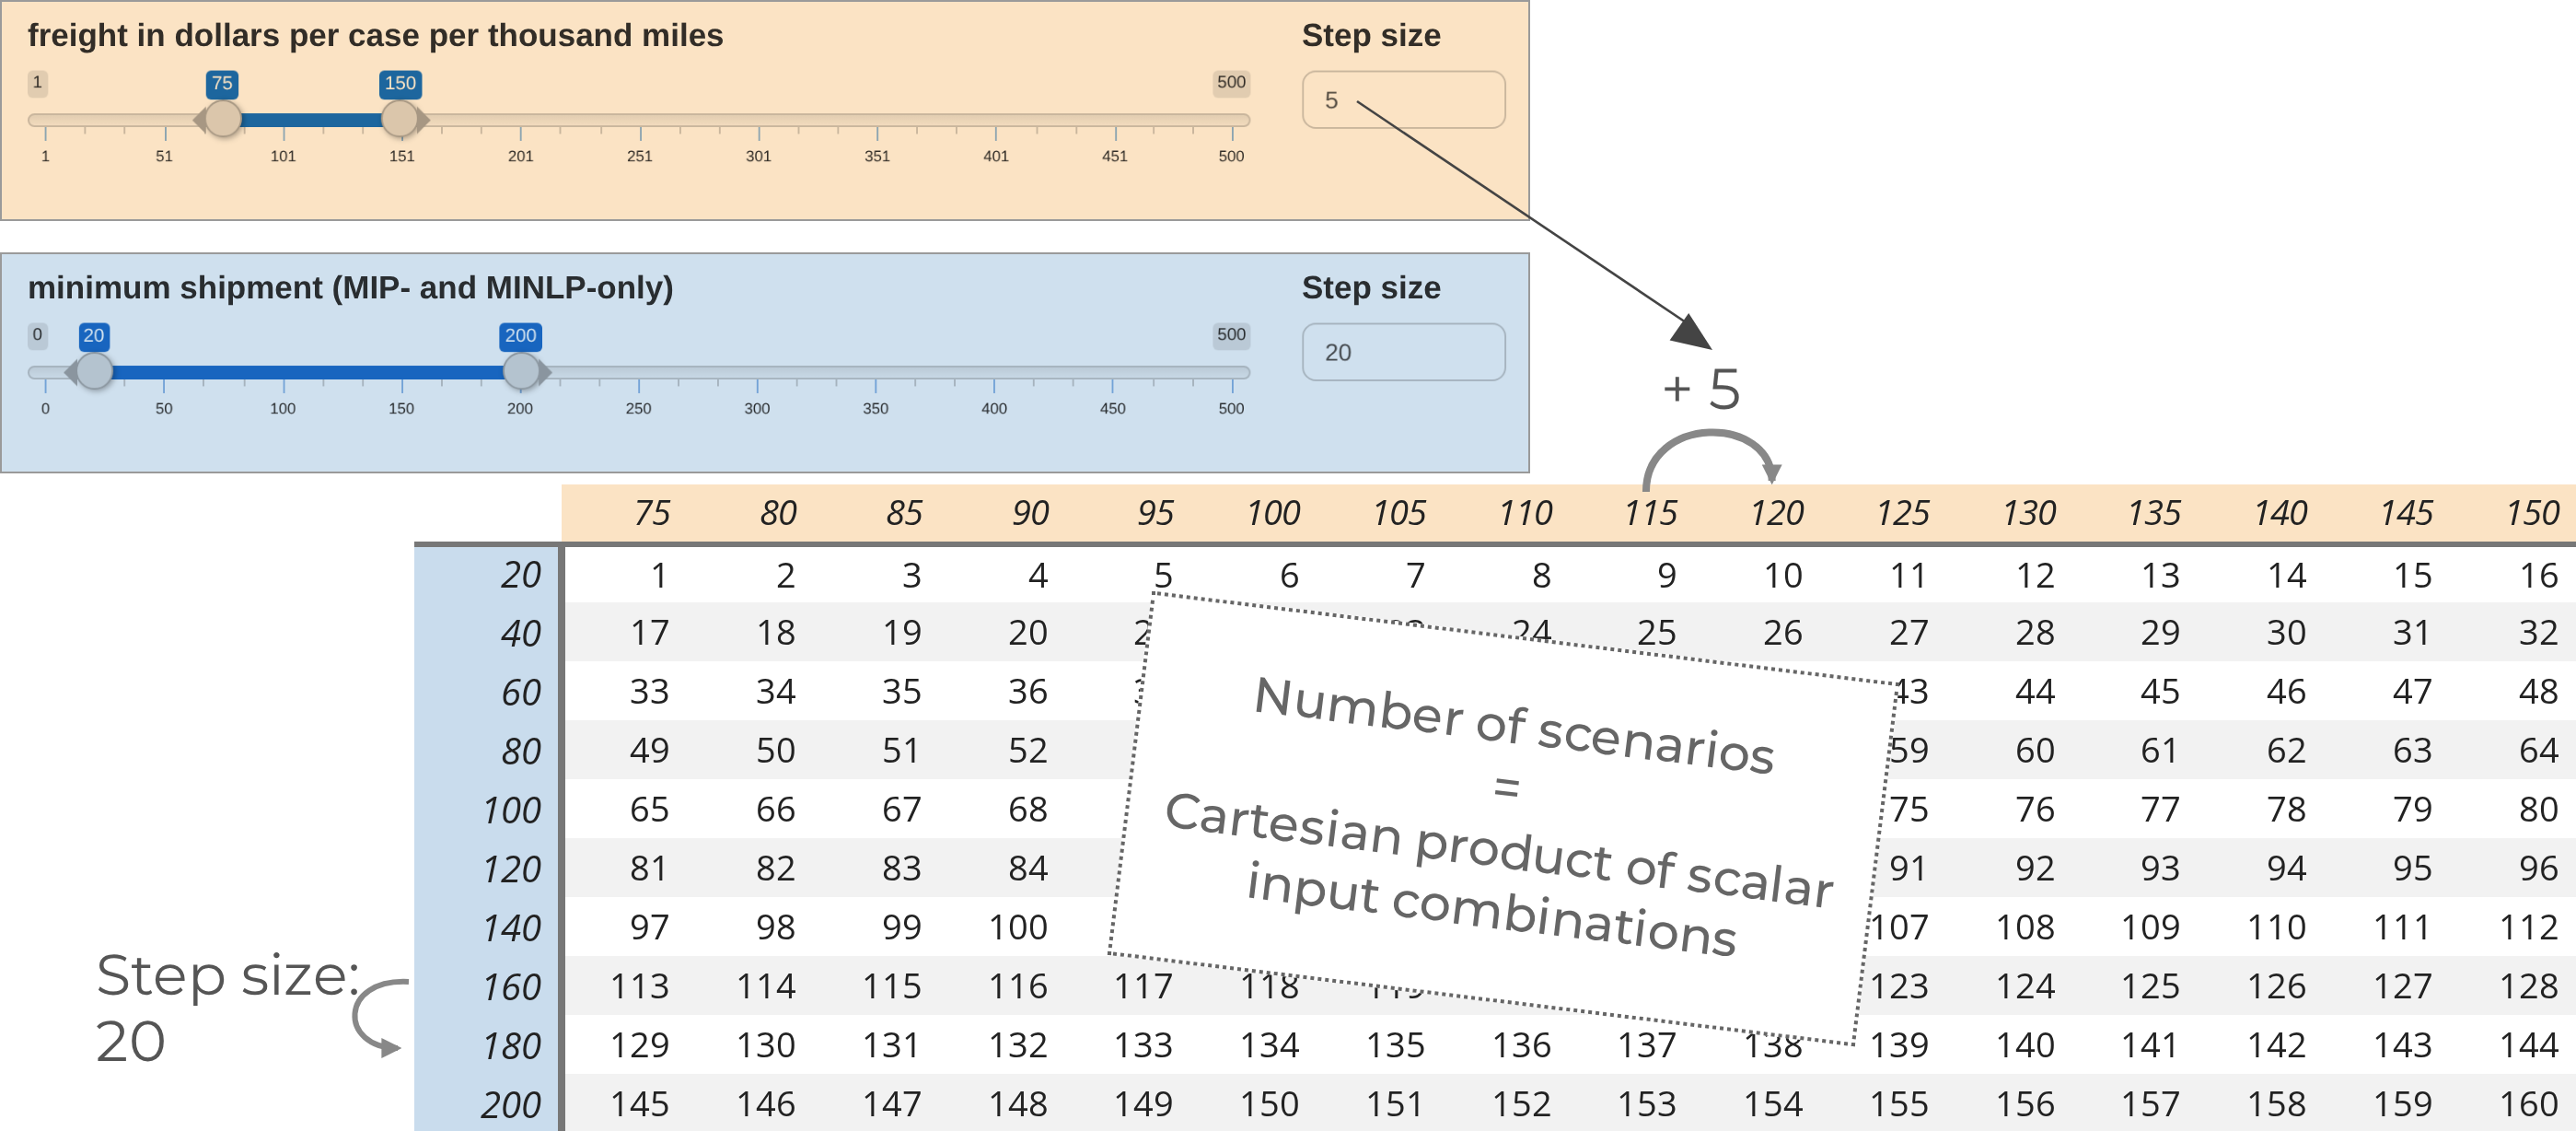 freight in dollars per case per thousand miles Step size
1 75 150 500
5
1 51 101 151 201 251 301 351 401 451 500
minimum shipment (MIP- and MINLP-only) Step size
0 20 200 500
20
0 50 100 150 200 250 300 350 400 450 500
+ 5
75 80 85 90 95 100 105 110 115 120 125 130 135 140 145 150
20 1 2 3 4 5 6 7 8 9 10 11 12 13 14 15 16
40 17 18 19 20 24 25 26 27 28 29 30 31 32
60 33 34 35 36 43 44 45 46 47 48
80 49 50 51 52 59 60 61 62 63 64
100 65 66 67 68 75 76 77 78 79 80
120 81 82 83 84 91 92 93 94 95 96
140 97 98 99 100 107 108 109 110 111 112
160 113 114 115 116 117 118 119 123 124 125 126 127 128
180 129 130 131 132 133 134 135 136 137 138 139 140 141 142 143 144
200 145 146 147 148 149 150 151 152 153 154 155 156 157 158 159 160
Number of scenarios
=
Cartesian product of scalar
input combinations
Step size:
20